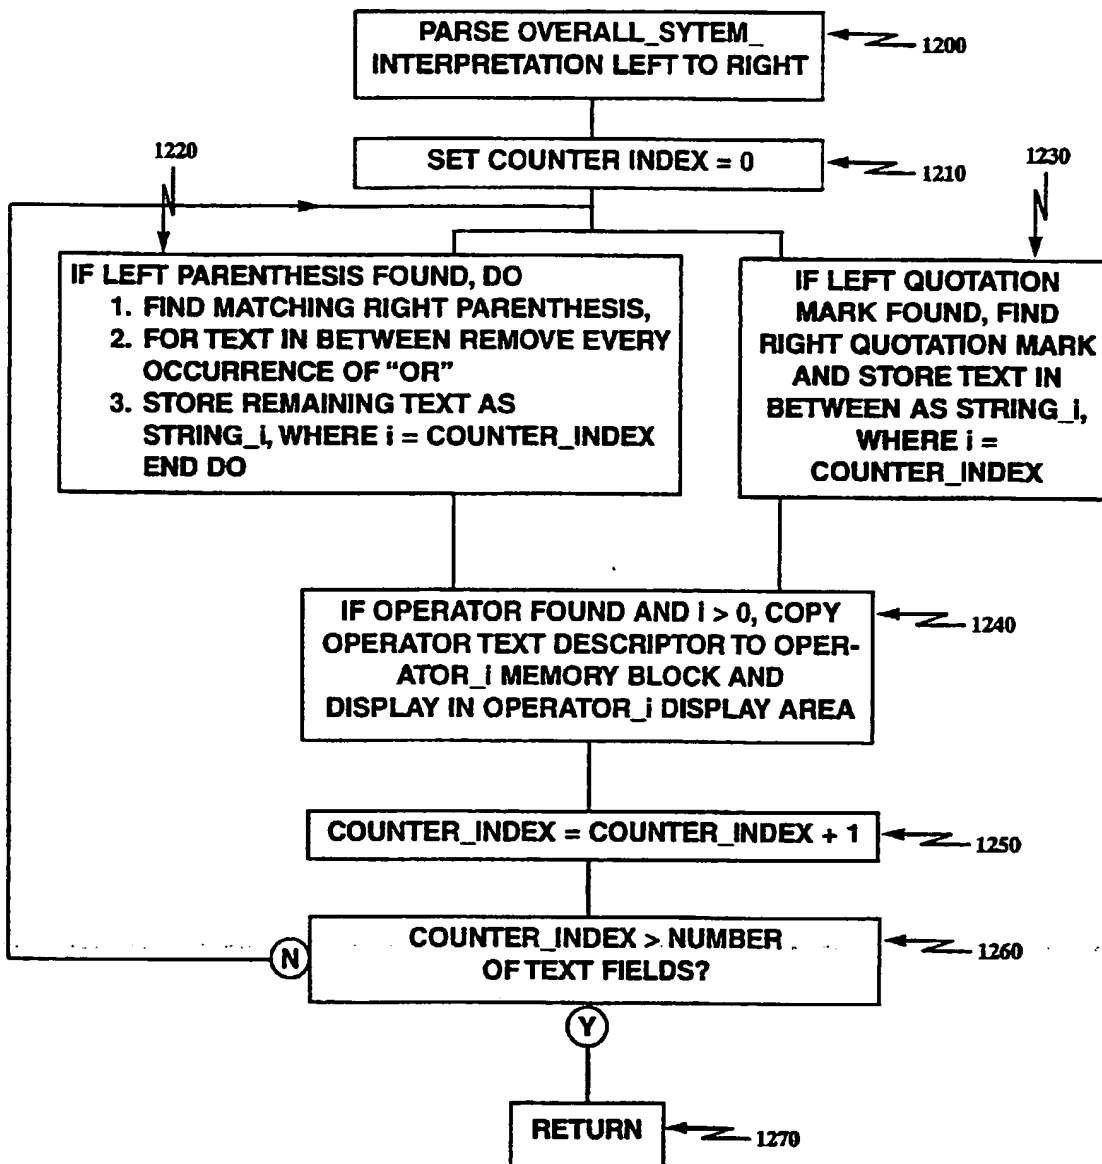 PARSE OVERALL_SYTEM_
INTERPRETATION LEFT TO RIGHT
1200
SET COUNTER INDEX = 0
1210
1220
1230
IF LEFT PARENTHESIS FOUND, DO
1. FIND MATCHING RIGHT PARENTHESIS,
2. FOR TEXT IN BETWEEN REMOVE EVERY
OCCURRENCE OF "OR"
3. STORE REMAINING TEXT AS
STRING_i, WHERE i = COUNTER_INDEX
END DO
IF LEFT QUOTATION
MARK FOUND, FIND
RIGHT QUOTATION MARK
AND STORE TEXT IN
BETWEEN AS STRING_i,
WHERE i =
COUNTER_INDEX
IF OPERATOR FOUND AND i > 0, COPY
OPERATOR TEXT DESCRIPTOR TO OPER-
ATOR_i MEMORY BLOCK AND
DISPLAY IN OPERATOR_i DISPLAY AREA
1240
COUNTER_INDEX = COUNTER_INDEX + 1
1250
COUNTER_INDEX > NUMBER
OF TEXT FIELDS?
1260
N
Y
RETURN
1270